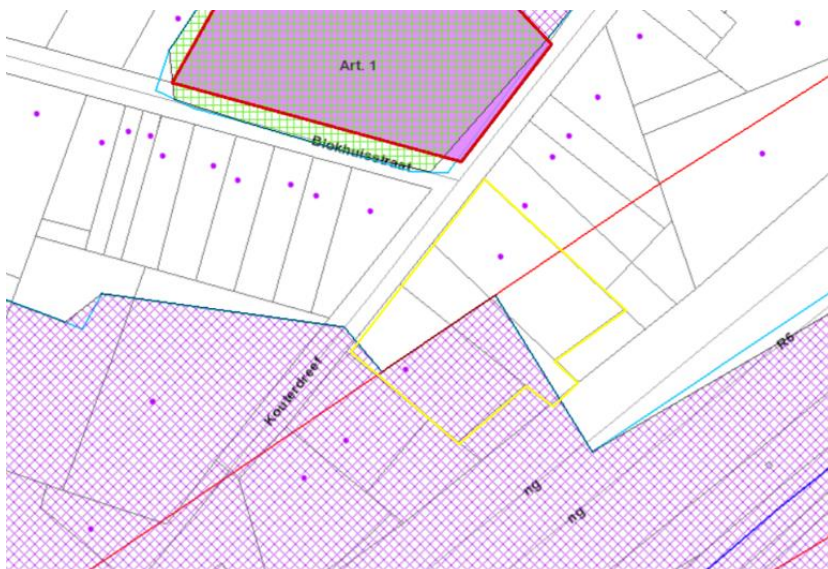 Art. 1
Blokhuisstraat
R6
Kouterdreef
ng
ng